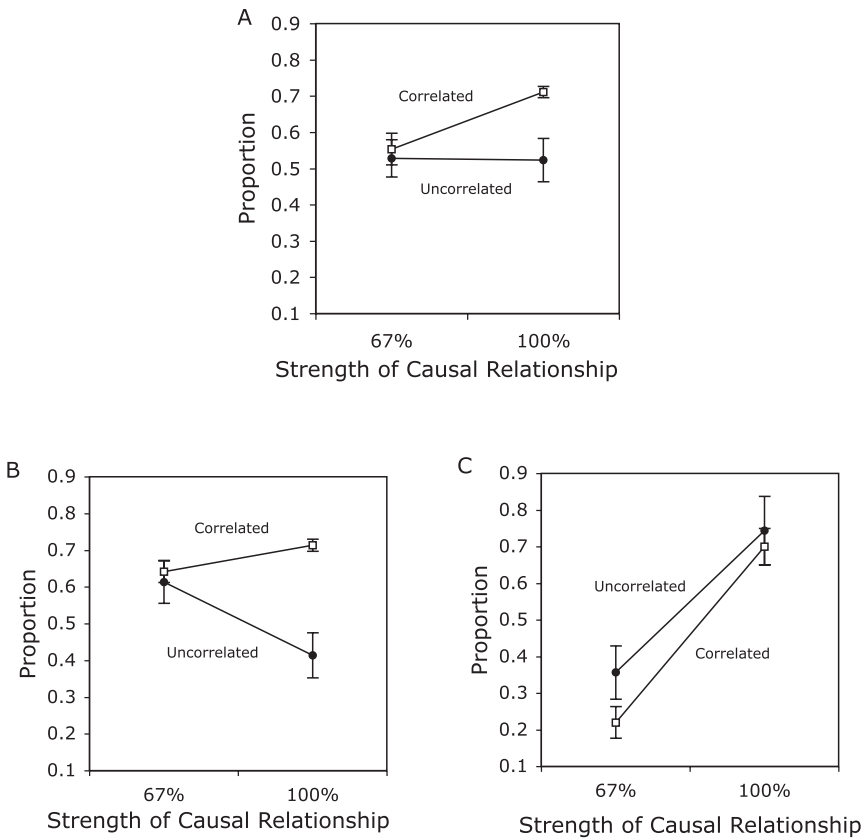 A
0.9
0.8
0.7
0.6
0.5
0.4
0.3
0.2
0.1
Proportion
Correlated
Uncorrelated
67% 100%
Strength of Causal Relationship
B
0.9
0.8
0.7
0.6
0.5
0.4
0.3
0.2
0.1
Proportion
Correlated
Uncorrelated
67% 100%
Strength of Causal Relationship
C
0.9
0.8
0.7
0.6
0.5
0.4
0.3
0.2
0.1
Proportion
Uncorrelated
Correlated
67% 100%
Strength of Causal Relationship